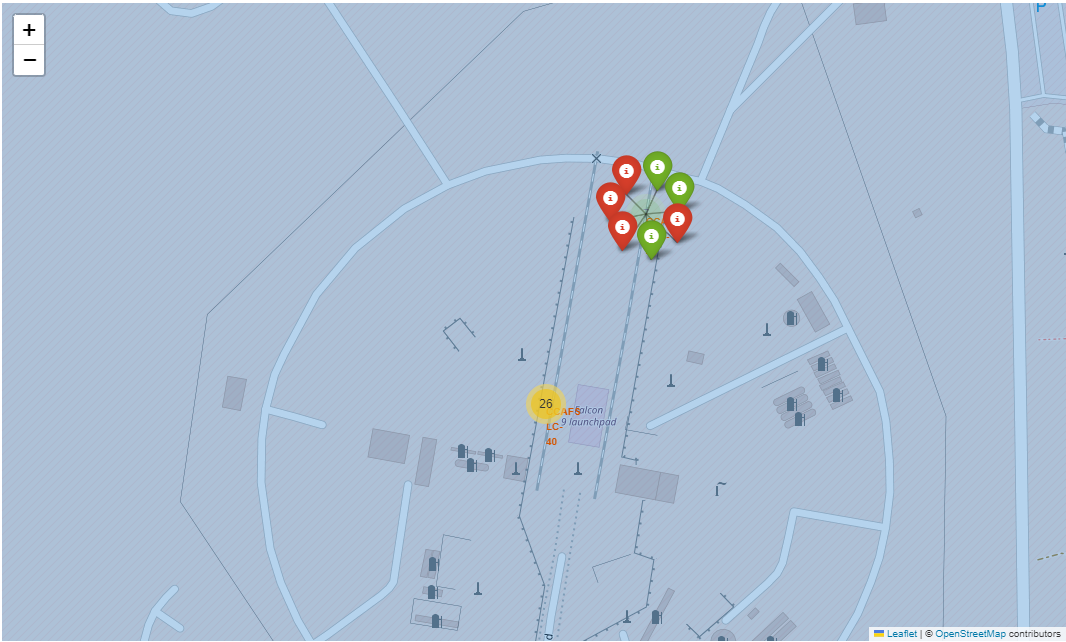 +
P
−
26
Falcon
9 launchpad
LC-
40
Leaflet | © OpenStreetMap contributors